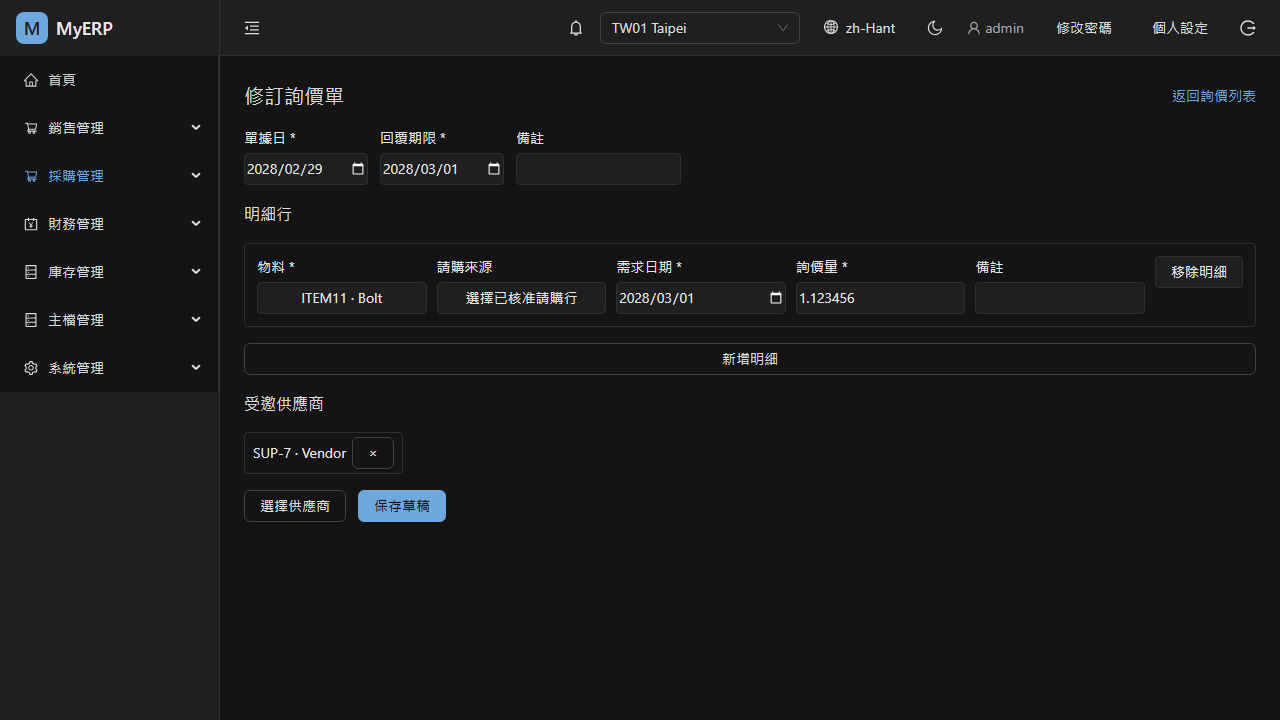 M MyERP
TW01 Taipei
zh-Hant
admin
修改密碼
個人設定
首頁
銷售管理
採購管理
財務管理
庫存管理
主檔管理
系統管理
修訂詢價單
返回詢價列表
單據日 * 回覆期限 * 備註
2028/02/29 2028/03/01
明細行
物料 * 請購來源 需求日期 * 詢價量 * 備註 移除明細
ITEM11 · Bolt 選擇已核准請購行 2028/03/01 1.123456
新增明細
受邀供應商
SUP-7 · Vendor ×
選擇供應商 保存草稿